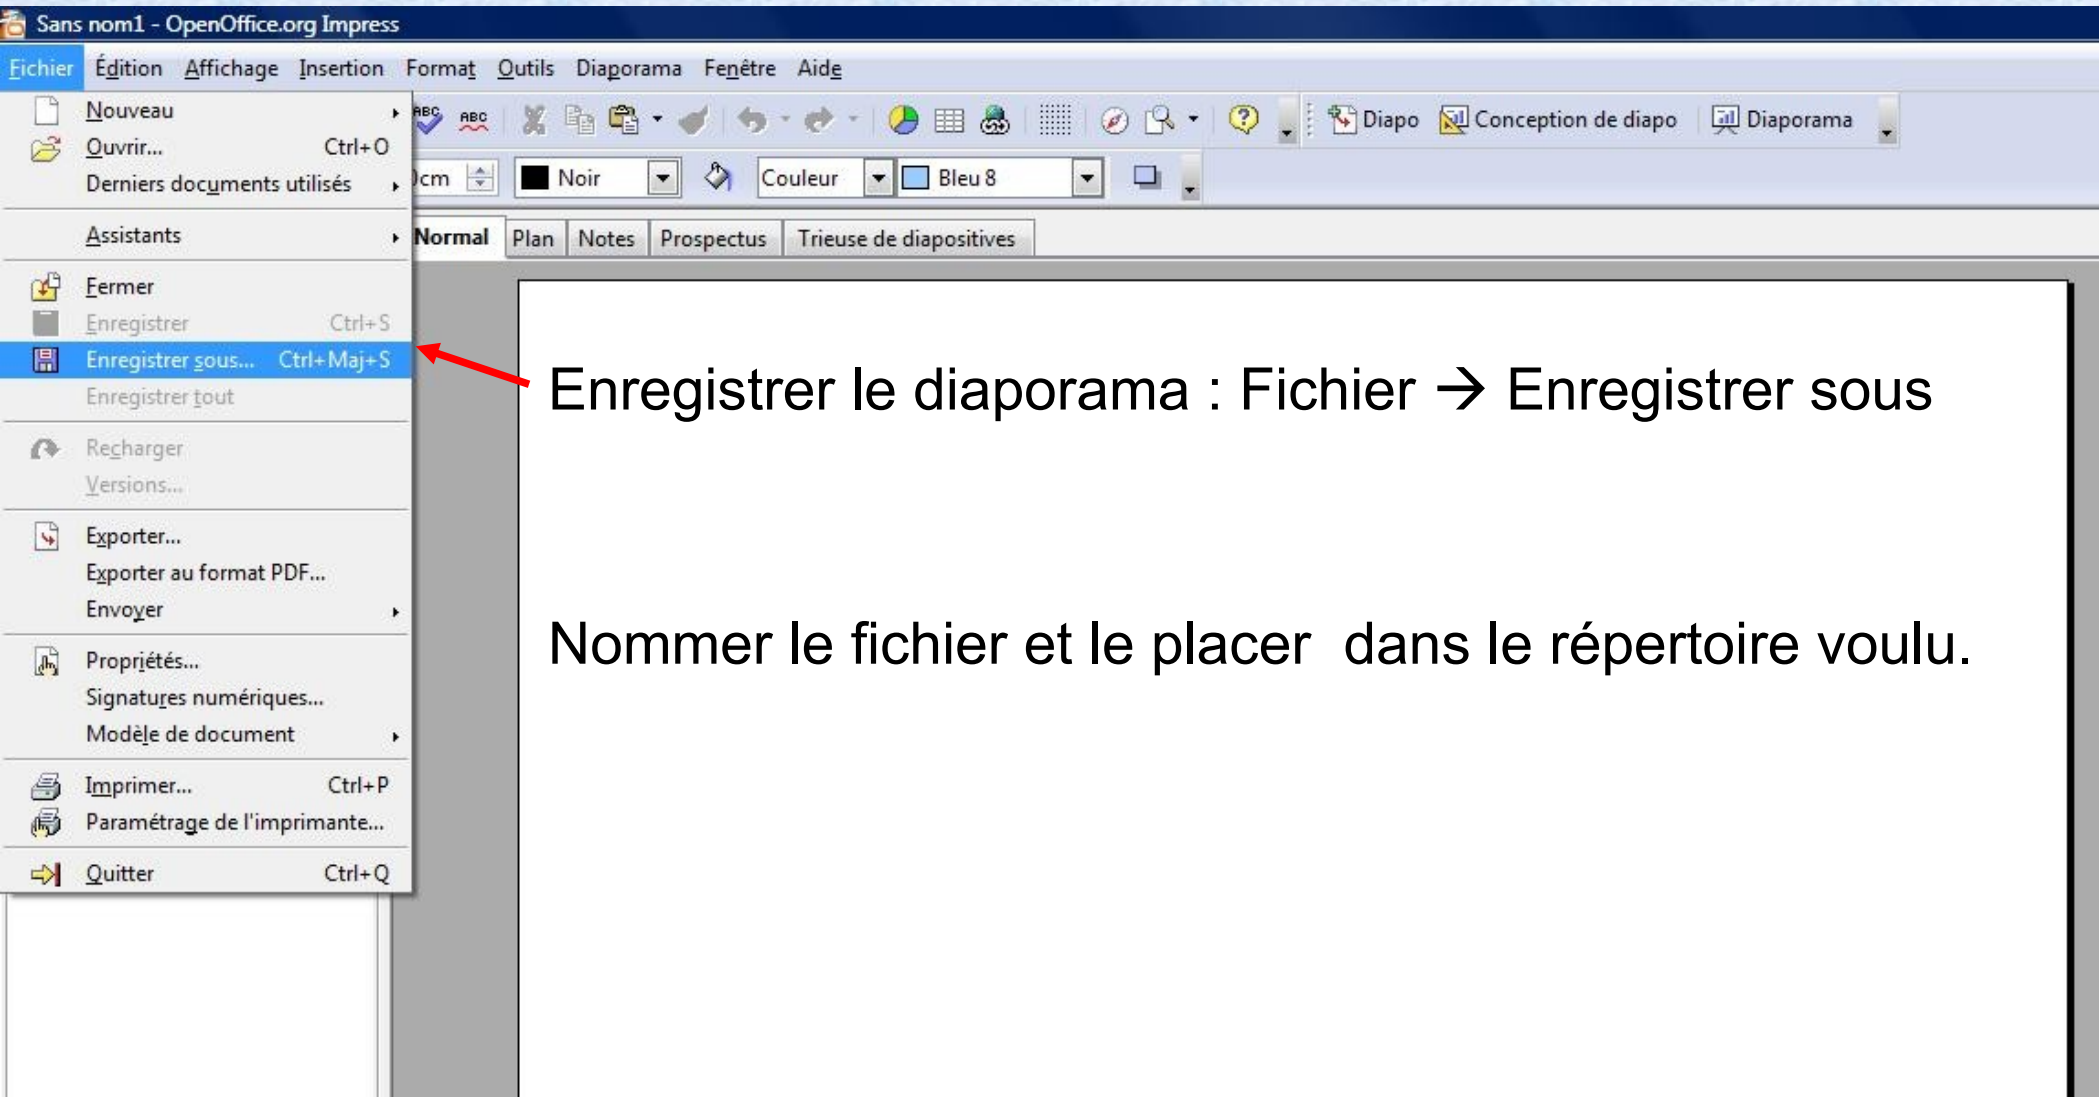 Sans nom1 - OpenOffice.org Impress
Fichier Édition Affichage Insertion Format Outils Diaporama Fenêtre Aide
Nouveau
Ouvrir... Ctrl+O
Derniers documents utilisés
Assistants
Fermer
Enregistrer Ctrl+S
Enregistrer sous... Ctrl+Maj+S
Enregistrer tout
Recharger
Versions...
Exporter...
Exporter au format PDF...
Envoyer
Propriétés...
Signatures numériques...
Modèle de document
Imprimer... Ctrl+P
Paramétrage de l'imprimante...
Quitter Ctrl+Q
ABC ABC Diapo Conception de diapo Diaporama
cm Noir Couleur Bleu 8
Normal Plan Notes Prospectus Trieuse de diapositives
Enregistrer le diaporama : Fichier → Enregistrer sous
Nommer le fichier et le placer dans le répertoire voulu.